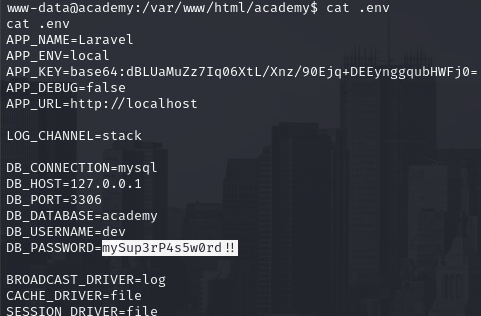 www-data@academy:/var/www/html/academy$ cat .env
cat .env
APP_NAME=Laravel
APP_ENV=local
APP_KEY=base64:dBLUaMuZz7Iq06XtL/Xnz/90Ejq+DEEynggqubHWFj0=
APP_DEBUG=false
APP_URL=http://localhost
LOG_CHANNEL=stack
DB_CONNECTION=mysql
DB_HOST=127.0.0.1
DB_PORT=3306
DB_DATABASE=academy
DB_USERNAME=dev
DB_PASSWORD=mySup3rP4s5w0rd!!
BROADCAST_DRIVER=log
CACHE_DRIVER=file
SESSION_DRIVER=file